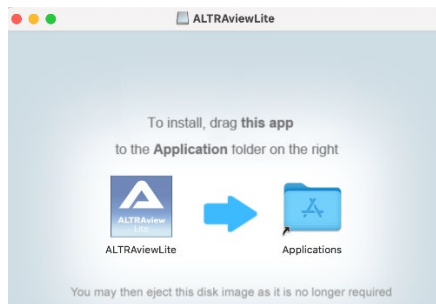 ALTRAviewLite
To install, drag this app
to the Application folder on the right
ALTRAview
Lite
ALTRAviewLite
Applications
You may then eject this disk image as it is no longer required